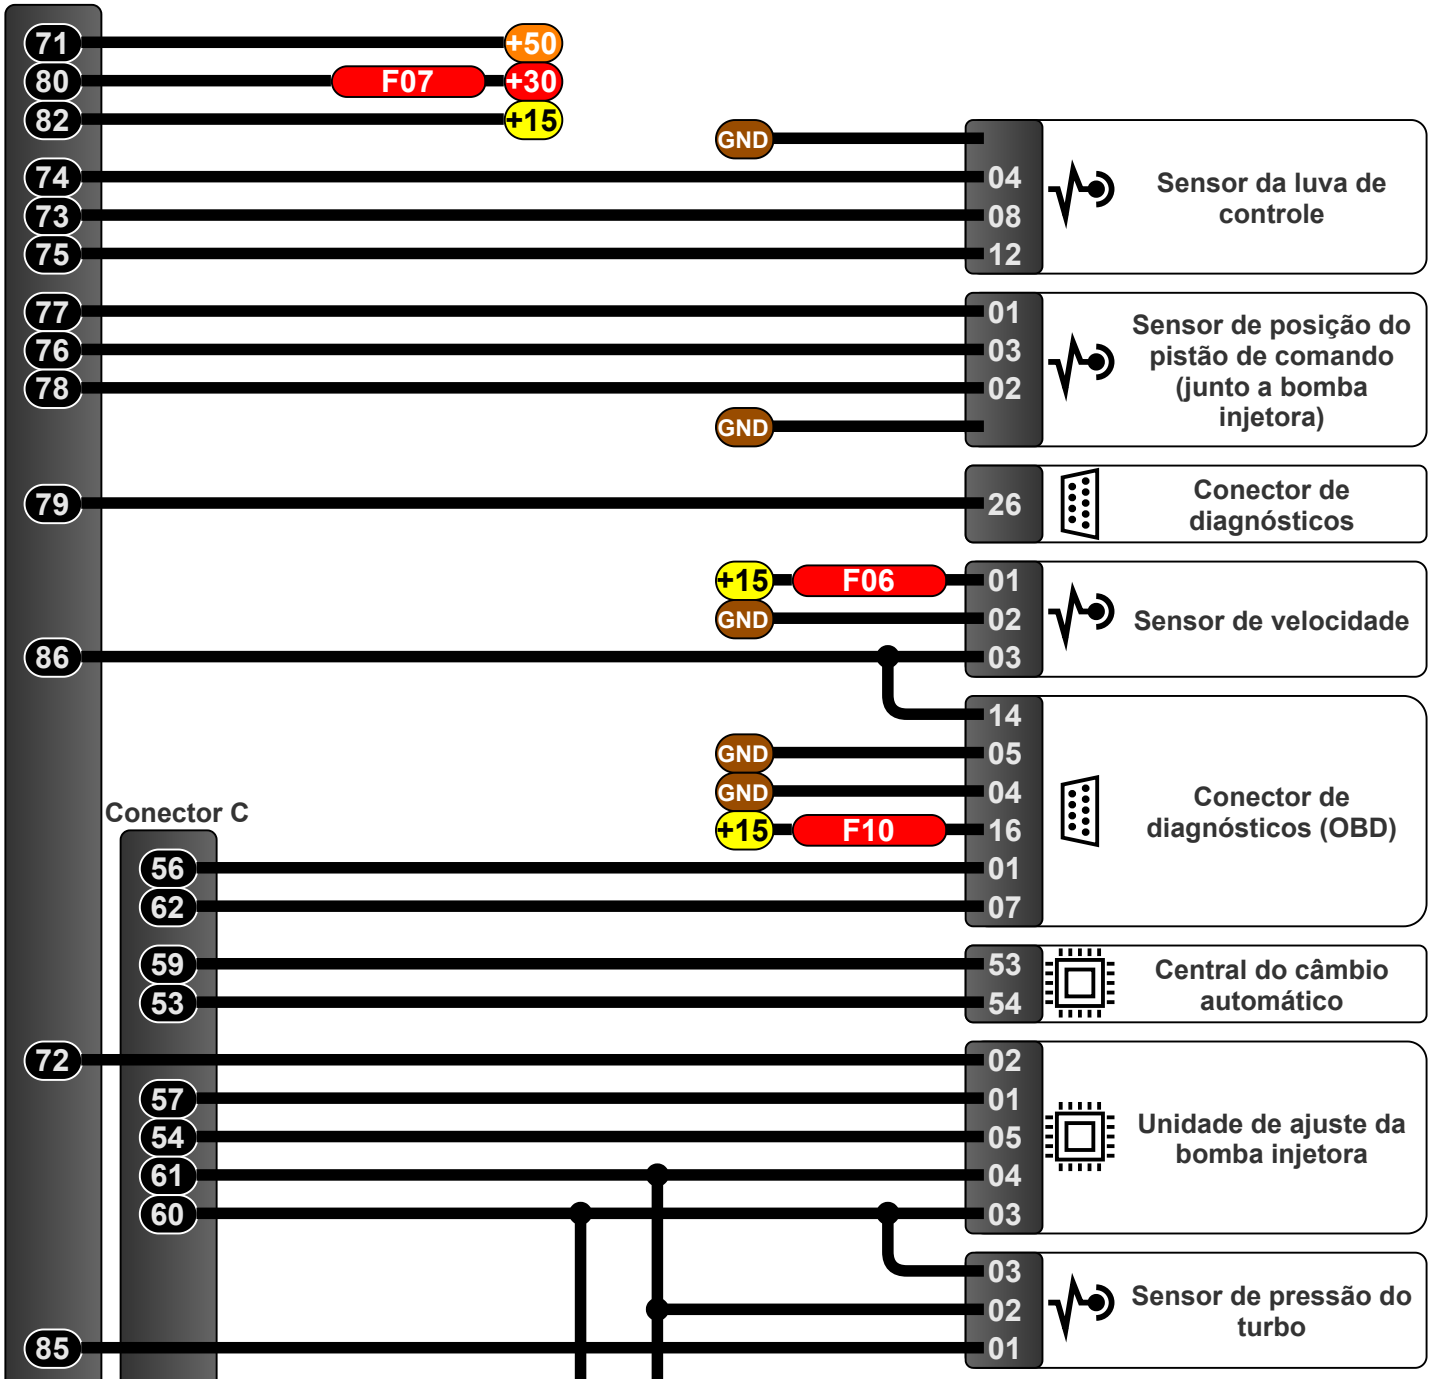 71 +50
80 F07 +30
82 +15
GND
74 04
73 08
75 12
Sensor da luva de
controle
77 01
76 03
78 02
GND
Sensor de posição do
pistão de comando
(junto a bomba
injetora)
79 26
Conector de
diagnósticos
+15 F06 01
GND 02
86 03
Sensor de velocidade
14
GND 05
GND 04
+15 F10 16
Conector C
56 01
62 07
Conector de
diagnósticos (OBD)
59 53
53 54
Central do câmbio
automático
72 02
57 01
54 05
61 04
60 03
Unidade de ajuste da
bomba injetora
03
02
85 01
Sensor de pressão do
turbo